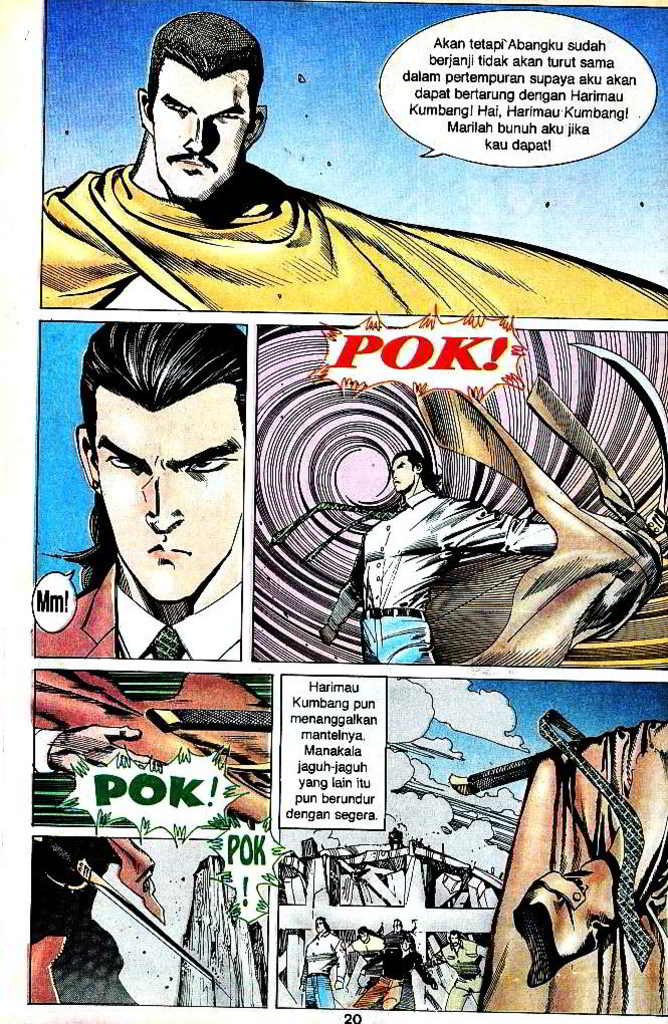 Akan tetapi Abangku sudah
berjanji tidak akan turut sama
dalam pertempuran supaya aku akan
dapat bertarung dengan Harimau
Kumbang! Hai, Harimau Kumbang!
Marilah bunuh aku jika
kau dapat!
Mm!
POK!
POK!
POK
!
Harimau
Kumbang pun
menanggalkan
mantelnya.
Manakala
jaguh-jaguh
yang lain itu
pun berundur
dengan segera.
20